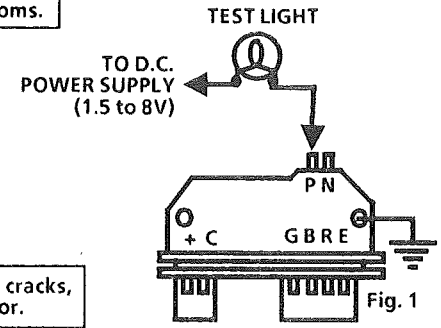 oms.
TEST LIGHT
TO D.C.
POWER SUPPLY
(1.5 to 8V)
P N
+ C
G B R E
cracks,
or.
Fig. 1